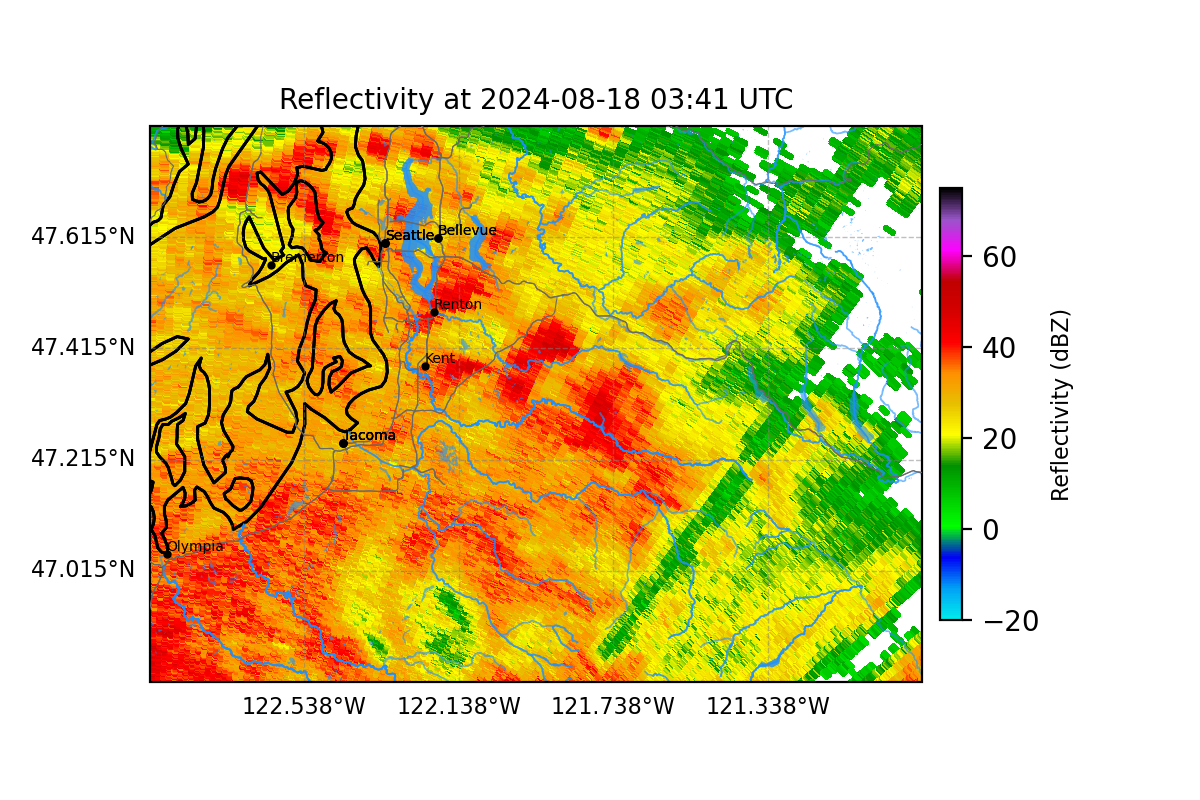 Reflectivity at 2024-08-18 03:41 UTC
47.615°N
47.415°N
47.215°N
47.015°N
122.538°W
122.138°W
121.738°W
121.338°W
Seattle
Bellevue
Bremerton
Renton
Kent
Tacoma
Olympia
60
40
20
0
−20
Reflectivity (dBZ)